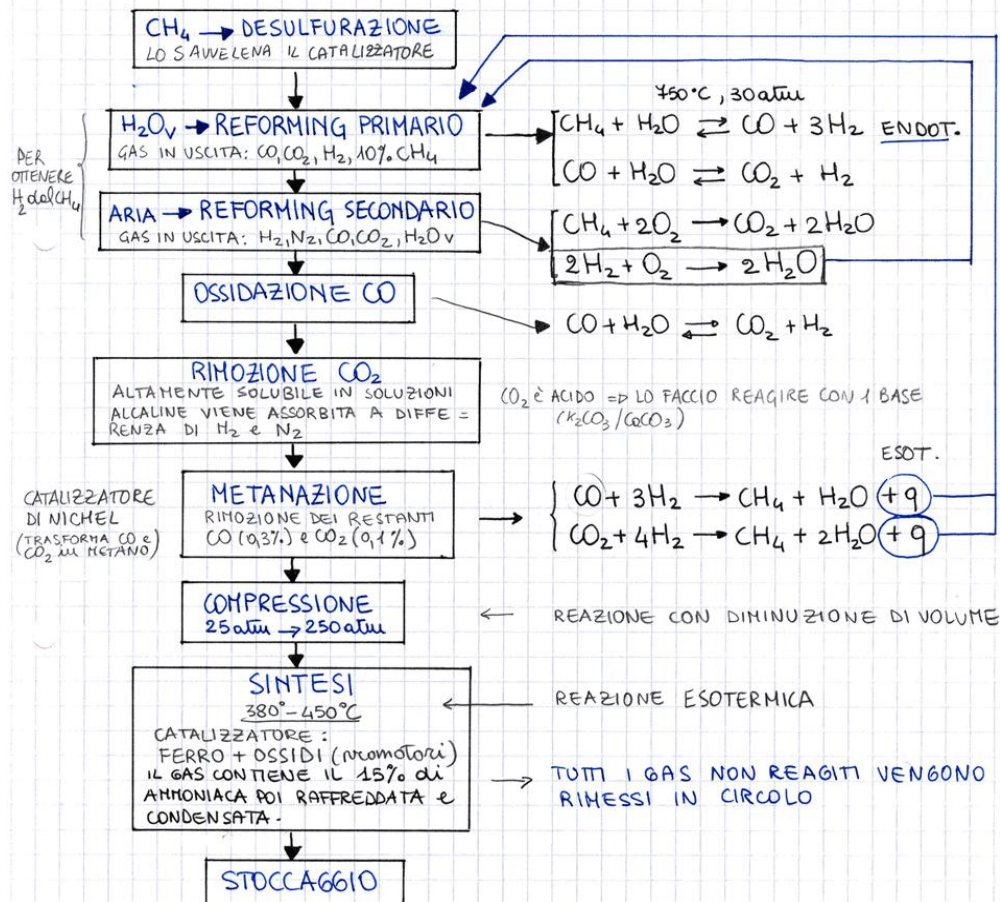 CH₄ → DESULFURAZIONE
LO S AVVELENA IL CATALIZZATORE
750°C, 30 atm
PER
OTTENERE
H₂ dal CH₄
H₂Ov → REFORMING PRIMARIO
GAS IN USCITA: CO, CO₂, H₂, 10% CH₄
CH₄ + H₂O ⇄ CO + 3H₂ ENDOT.
CO + H₂O ⇄ CO₂ + H₂
ARIA → REFORMING SECONDARIO
GAS IN USCITA: H₂, N₂, CO, CO₂, H₂O v
CH₄ + 2O₂ → CO₂ + 2H₂O
2H₂ + O₂ → 2H₂O
OSSIDAZIONE CO
CO + H₂O ⇄ CO₂ + H₂
RIMOZIONE CO₂
ALTAMENTE SOLUBILE IN SOLUZIONI
ALCALINE VIENE ASSORBITA A DIFFE =
RENZA DI H₂ e N₂
CO₂ È ACIDO => LO FACCIO REAGIRE CON 1 BASE
(K₂CO₃ / CaCO₃)
CATALIZZATORE
DI NICHEL
(TRASFORMA CO e
CO₂ in METANO)
METANAZIONE
RIMOZIONE DEI RESTANTI
CO (0,3%) e CO₂ (0,1%)
ESOT.
CO + 3H₂ → CH₄ + H₂O + q
CO₂ + 4H₂ → CH₄ + 2H₂O + q
COMPRESSIONE
25 atm → 250 atm
← REAZIONE CON DIMINUZIONE DI VOLUME
SINTESI
380° - 450°C
CATALIZZATORE :
FERRO + OSSIDI (promotori)
IL GAS CONTIENE IL 15% di
AMMONIACA POI RAFFREDDATA e
CONDENSATA.
REAZIONE ESOTERMICA
→ TUTTI I GAS NON REAGITI VENGONO
RIMESSI IN CIRCOLO
STOCCAGGIO